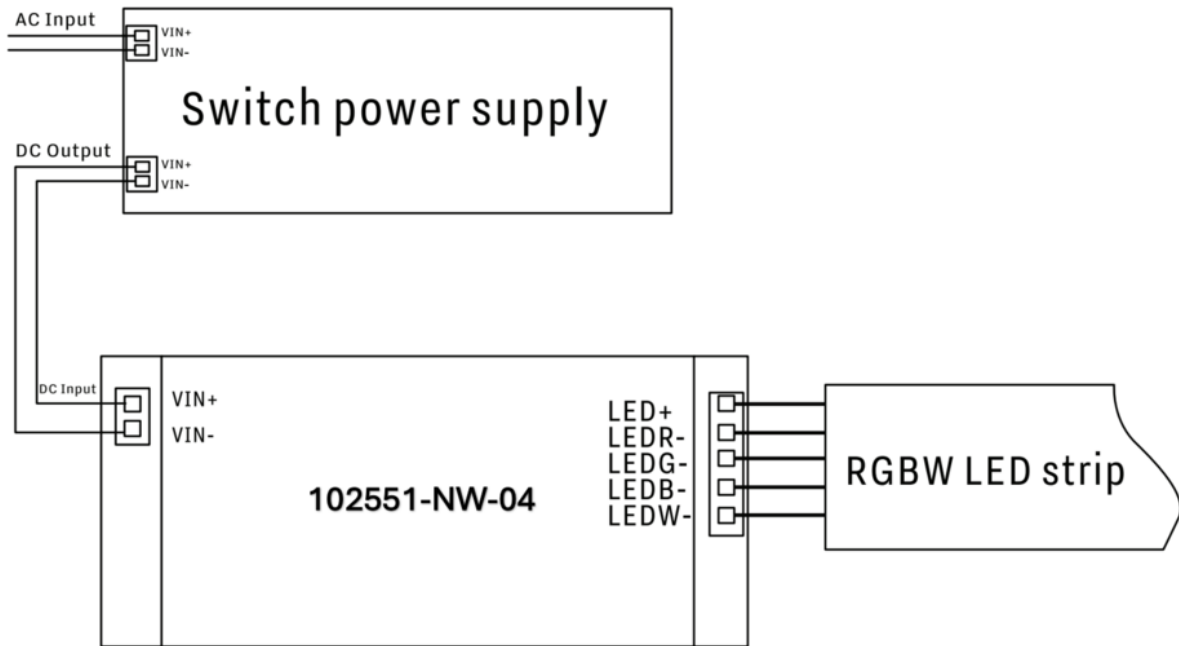 AC Input
VIN+
VIN-
Switch power supply
DC Output
VIN+
VIN-
DC Input
VIN+
VIN-
102551-NW-04
LED+
LEDR-
LEDG-
LEDB-
LEDW-
RGBW LED strip